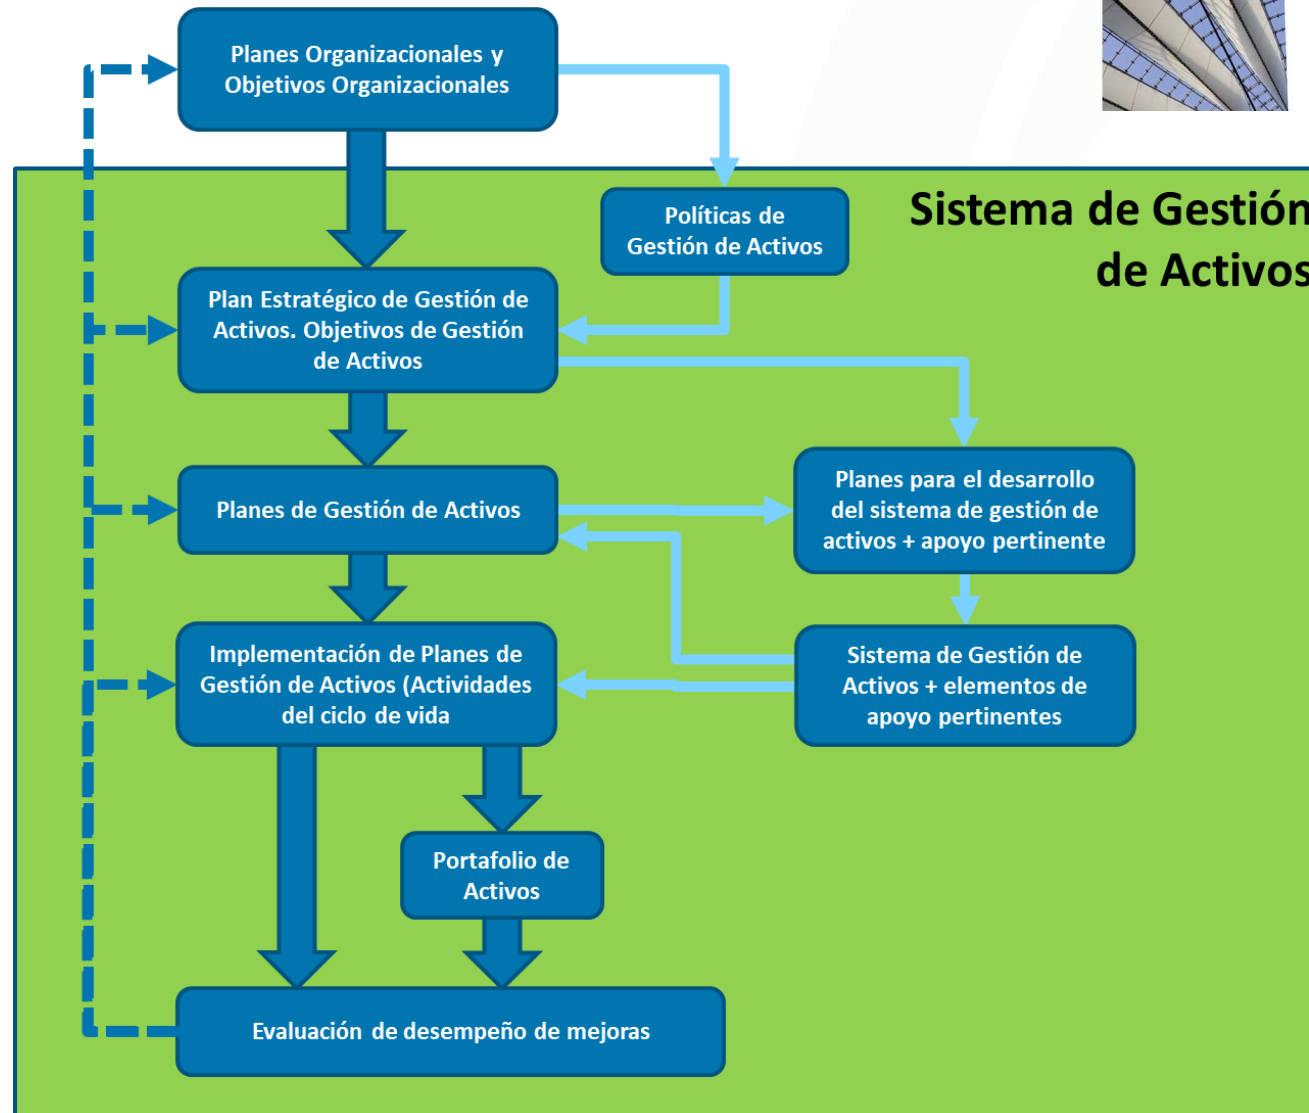 Planes Organizacionales y
Objetivos Organizacionales
Políticas de
Gestión de Activos
Sistema de Gestión
de Activos
Plan Estratégico de Gestión de
Activos. Objetivos de Gestión
de Activos
Planes de Gestión de Activos
Planes para el desarrollo
del sistema de gestión de
activos + apoyo pertinente
Implementación de Planes de
Gestión de Activos (Actividades
del ciclo de vida
Sistema de Gestión de
Activos + elementos de
apoyo pertinentes
Portafolio de
Activos
Evaluación de desempeño de mejoras